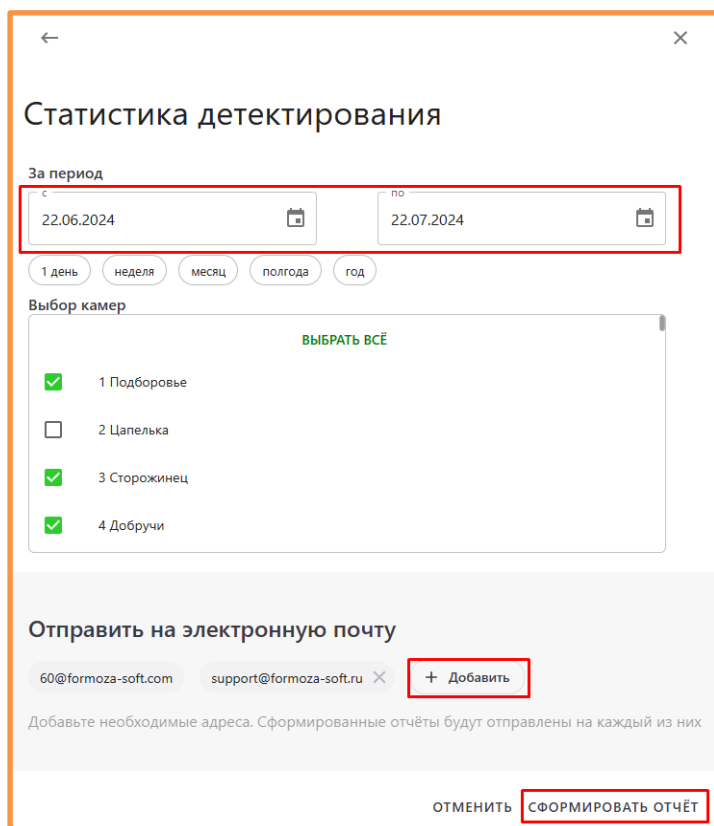 Статистика детектирования
За период
с по
22.06.2024 22.07.2024
1 день неделя месяц полгода год
Выбор камер
ВЫБРАТЬ ВСЁ
1 Подборовье
2 Цапелька
3 Сторожинец
4 Добручи
Отправить на электронную почту
60@formoza-soft.com support@formoza-soft.ru + Добавить
Добавьте необходимые адреса. Сформированные отчёты будут отправлены на каждый из них
ОТМЕНИТЬ СФОРМИРОВАТЬ ОТЧЁТ